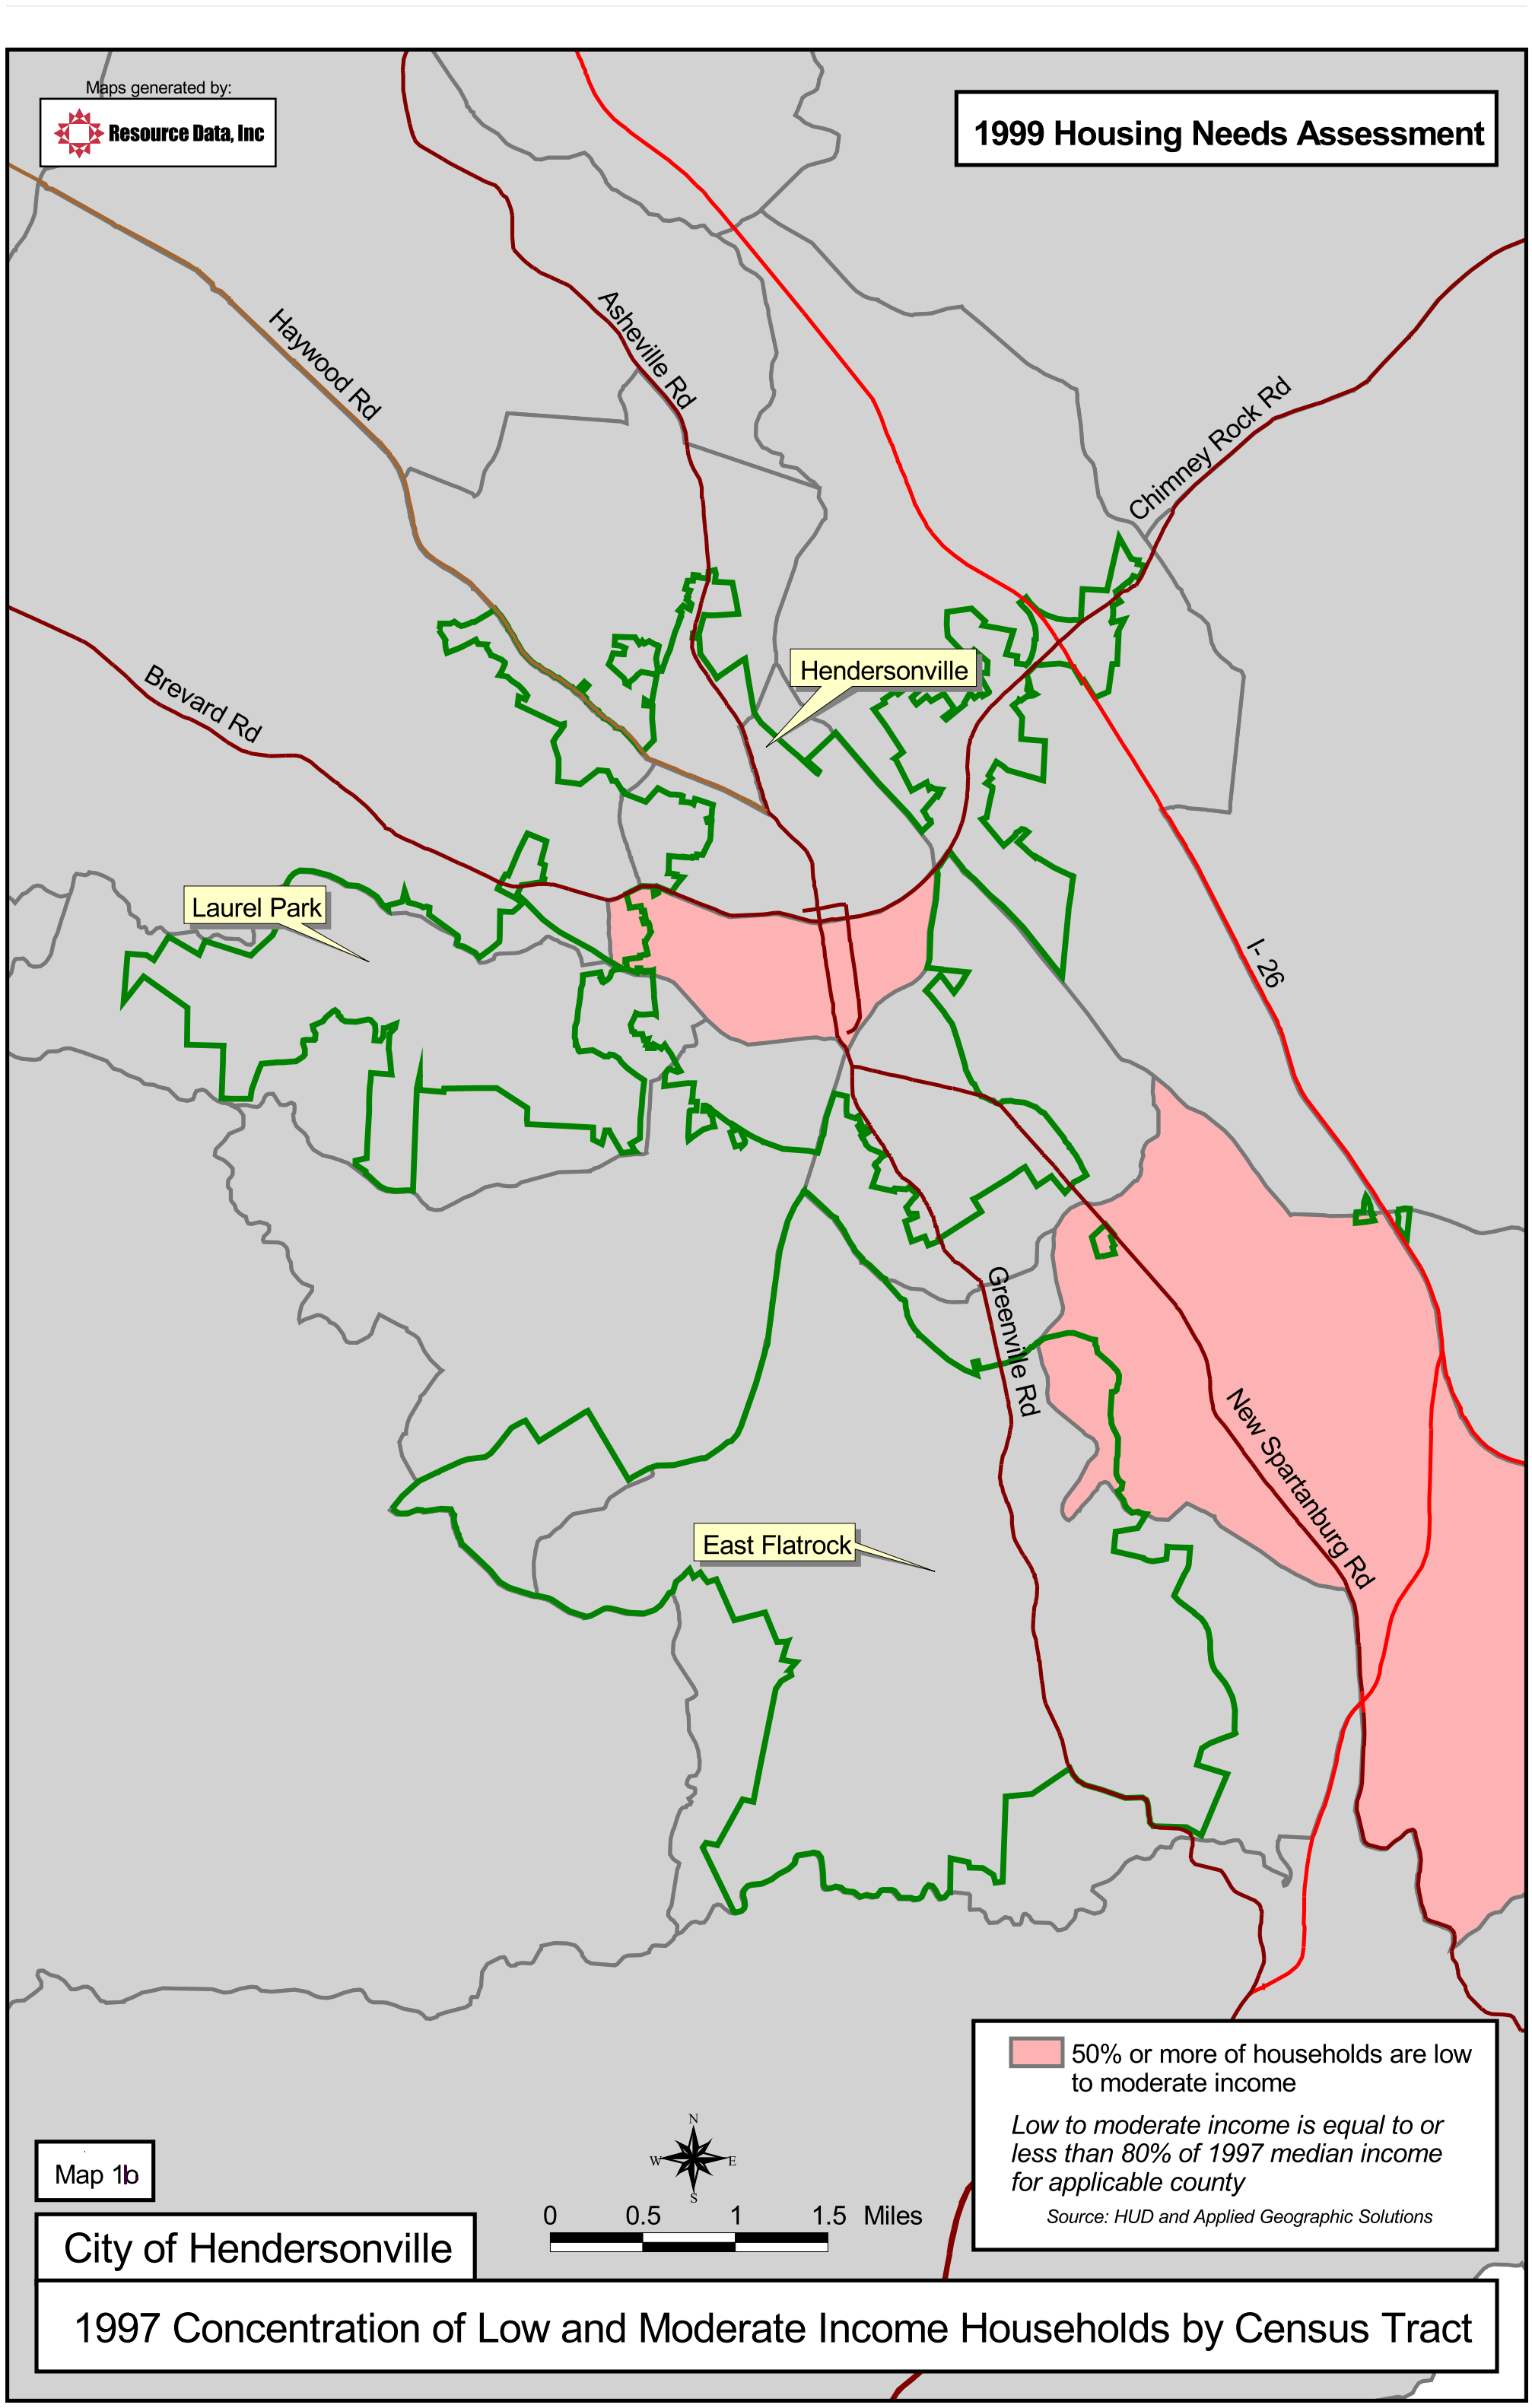 Maps generated by:
Resource Data, Inc
1999 Housing Needs Assessment
Haywood Rd
Asheville Rd
Chimney Rock Rd
Hendersonville
Brevard Rd
Laurel Park
I- 26
Greenville Rd
New Spartanburg Rd
East Flatrock
50% or more of households are low
to moderate income
Low to moderate income is equal to or
less than 80% of 1997 median income
for applicable county
Source: HUD and Applied Geographic Solutions
N
W E
S
Map 1b
0 0.5 1 1.5 Miles
City of Hendersonville
1997 Concentration of Low and Moderate Income Households by Census Tract